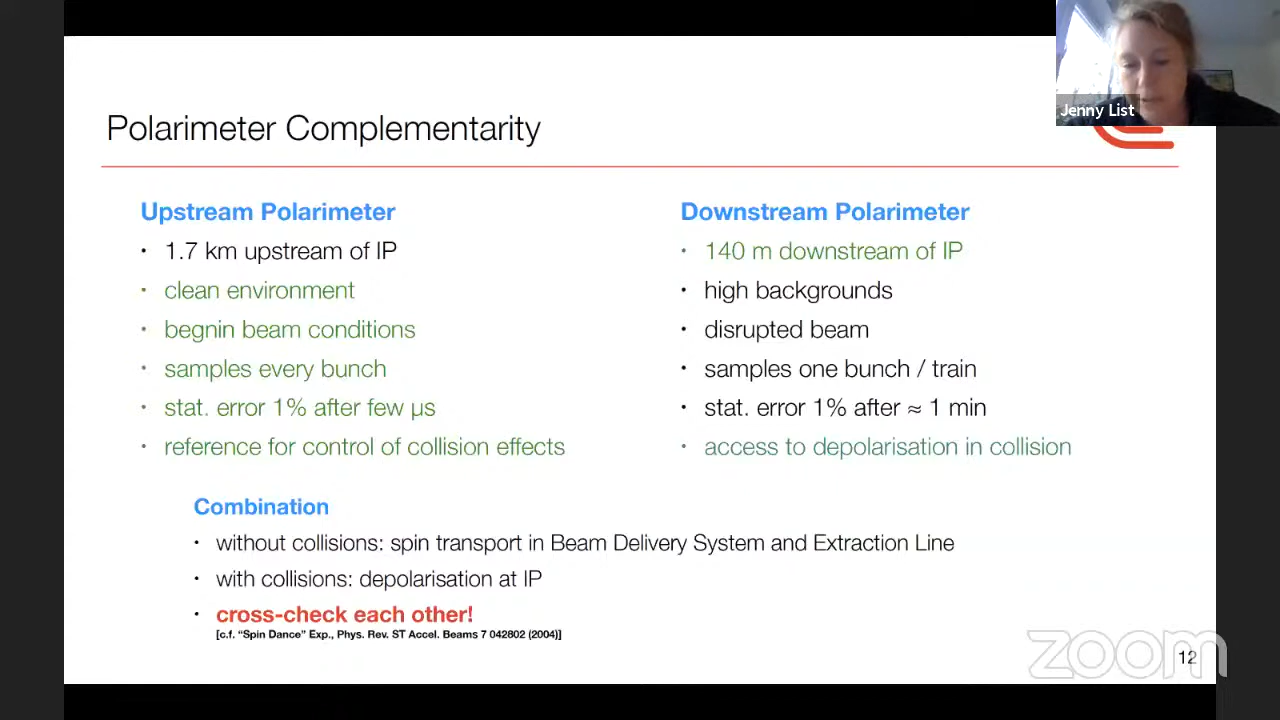 Jenny List
Polarimeter Complementarity
Upstream Polarimeter
· 1.7 km upstream of IP
· clean environment
· begnin beam conditions
· samples every bunch
· stat. error 1% after few µs
· reference for control of collision effects
Downstream Polarimeter
· 140 m downstream of IP
· high backgrounds
· disrupted beam
· samples one bunch / train
· stat. error 1% after ≈ 1 min
· access to depolarisation in collision
Combination
· without collisions: spin transport in Beam Delivery System and Extraction Line
· with collisions: depolarisation at IP
· cross-check each other!
[c.f. “Spin Dance” Exp., Phys. Rev. ST Accel. Beams 7 042802 (2004)]
zoom
12